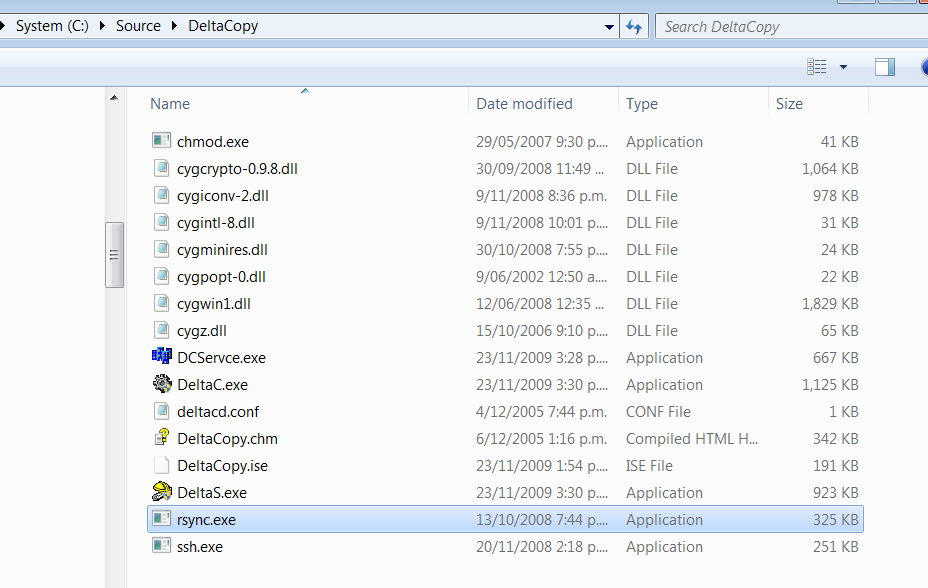 System (C:) Source DeltaCopy Search DeltaCopy
Name Date modified Type Size
chmod.exe 29/05/2007 9:30 p.... Application 41 KB
cygcrypto-0.9.8.dll 30/09/2008 11:49 ... DLL File 1,064 KB
cygiconv-2.dll 9/11/2008 8:36 p.m. DLL File 978 KB
cygintl-8.dll 9/11/2008 10:01 p.... DLL File 31 KB
cygminires.dll 30/10/2008 7:55 p.... DLL File 24 KB
cygpopt-0.dll 9/06/2002 12:50 a.... DLL File 22 KB
cygwin1.dll 12/06/2008 12:35 ... DLL File 1,829 KB
cygz.dll 15/10/2006 9:10 p.... DLL File 65 KB
DCServce.exe 23/11/2009 3:28 p.... Application 667 KB
DeltaC.exe 23/11/2009 3:30 p.... Application 1,125 KB
deltacd.conf 4/12/2005 7:44 p.m. CONF File 1 KB
DeltaCopy.chm 6/12/2005 1:16 p.m. Compiled HTML H... 342 KB
DeltaCopy.ise 23/11/2009 1:54 p.... ISE File 191 KB
DeltaS.exe 23/11/2009 3:30 p.... Application 923 KB
rsync.exe 13/10/2008 7:44 p.... Application 325 KB
ssh.exe 20/11/2008 2:18 p.... Application 251 KB